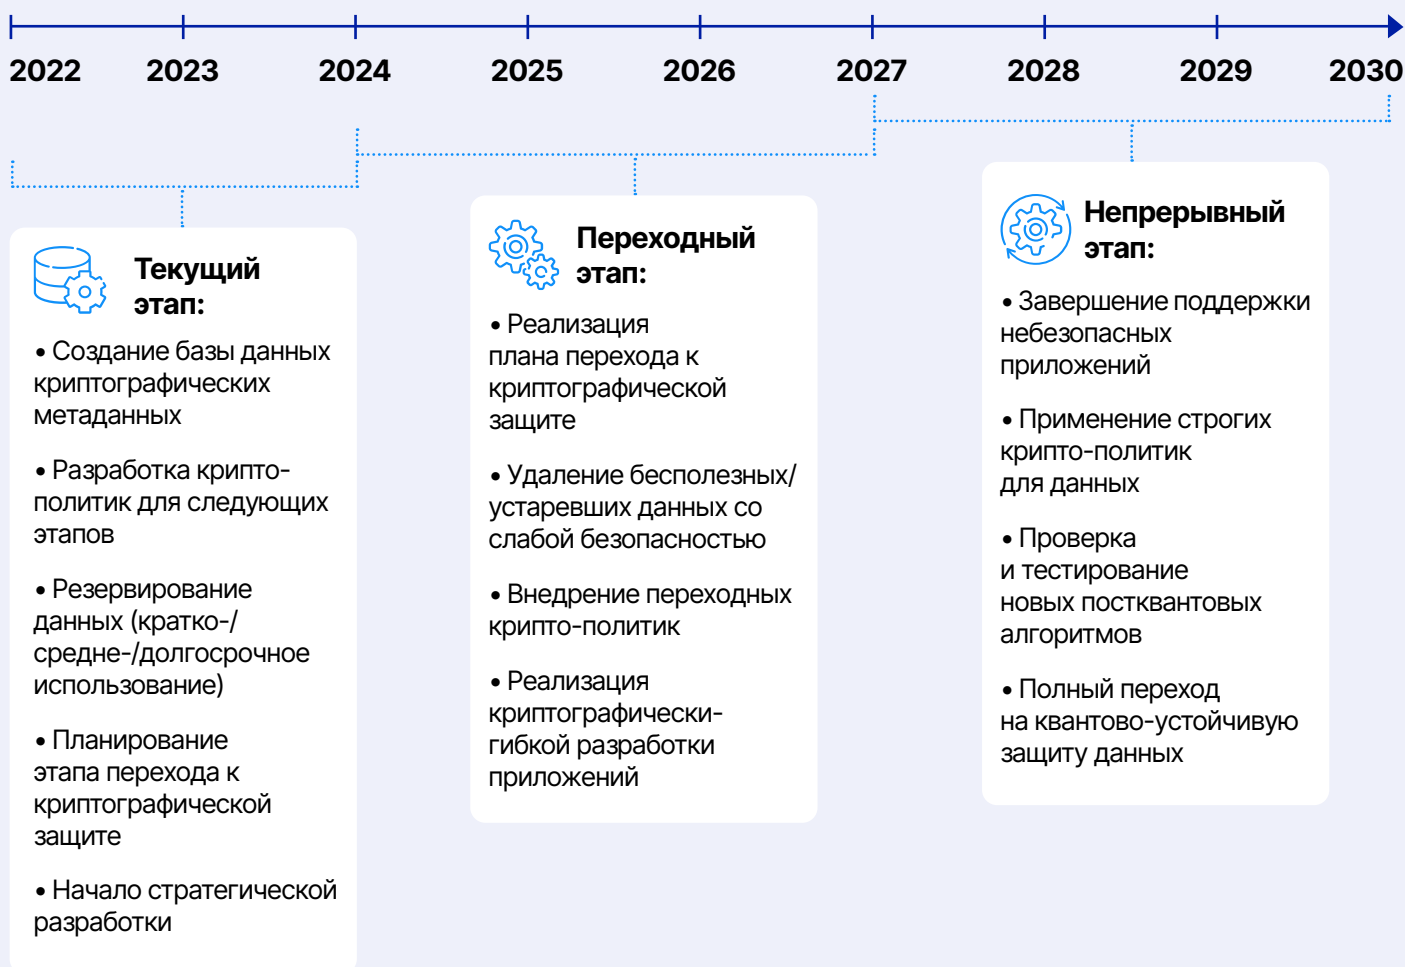 2022 2023 2024 2025 2026 2027 2028 2029 2030
Текущий
этап:
• Создание базы данных
криптографических
метаданных
• Разработка крипто-
политик для следующих
этапов
• Резервирование
данных (кратко-/
средне-/долгосрочное
использование)
• Планирование
этапа перехода к
криптографической
защите
• Начало стратегической
разработки
Переходный
этап:
• Реализация
плана перехода к
криптографической
защите
• Удаление бесполезных/
устаревших данных со
слабой безопасностью
• Внедрение переходных
крипто-политик
• Реализация
криптографически-
гибкой разработки
приложений
Непрерывный
этап:
• Завершение поддержки
небезопасных
приложений
• Применение строгих
крипто-политик
для данных
• Проверка
и тестирование
новых постквантовых
алгоритмов
• Полный переход
на квантово-устойчивую
защиту данных